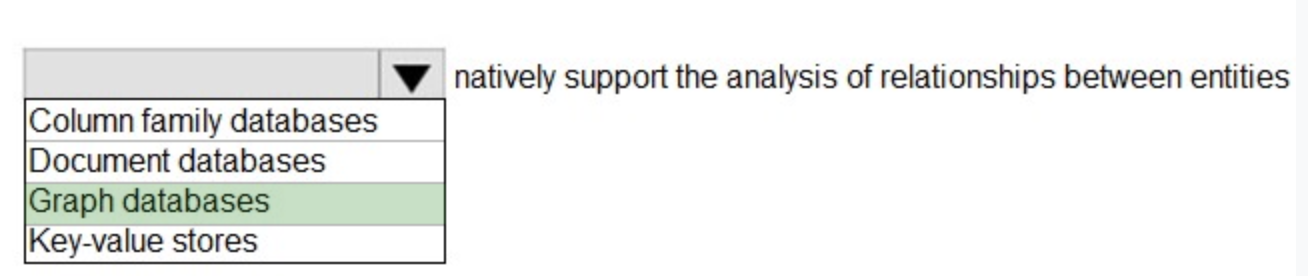 natively support the analysis of relationships between entities
Column family databases
Document databases
Graph databases
Key-value stores